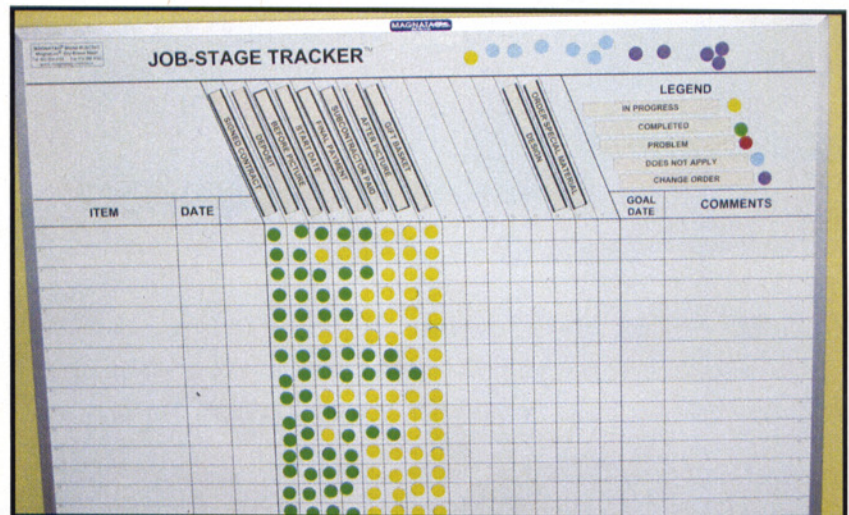 MAGNATAG
JOB-STAGE TRACKER™
SIGNED CONTRACT
DEPOSIT
BEFORE PICTURE
START DATE
FINAL PAYMENT
SUBCONTRACTOR PAID
AFTER PICTURE
GIFT BASKET
DESIGN
ORDER SPECIAL MATERIAL
LEGEND
IN PROGRESS
COMPLETED
PROBLEM
DOES NOT APPLY
CHANGE ORDER
ITEM
DATE
GOAL
DATE
COMMENTS